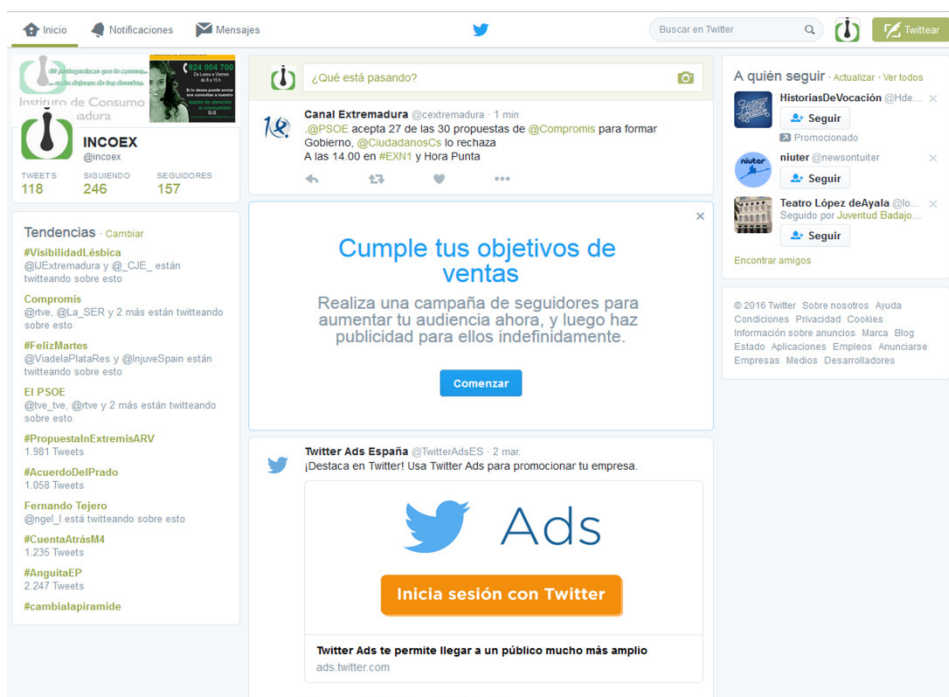 Inicio Notificaciones Mensajes Buscar en Twitter Twittear
924 004 700
De Lunes a Viernes
de 8 a 15 h.
Instituto de Consumo
adura
INCOEX
@incoex
TWEETS SIGUIENDO SEGUIDORES
118 246 157
Tendencias · Cambiar
#VisibilidadLésbica
@IJExtremadura y @_CJE_ están
twitteando sobre esto
Compromís
@rtve, @La_SER y 2 más están twitteando
sobre esto
#FelizMartes
@ViadelaPlataRes y @InjuveSpain están
twitteando sobre esto
El PSOE
@tve_tve, @rtve y 2 más están twitteando
sobre esto
#PropuestaInExtremisARV
1.981 Tweets
#AcuerdoDelPrado
1.058 Tweets
Fernando Tejero
@ngel_l está twitteando sobre esto
#CuentaAtrásM4
1.235 Tweets
#AnguitaEP
2.247 Tweets
#cambialapiramide
¿Qué está pasando?
Canal Extremadura @cextremadura · 1 min
.@PSOE acepta 27 de las 30 propuestas de @Compromis para formar
Gobierno, @CiudadanosCs lo rechaza
A las 14.00 en #EXN1 y Hora Punta
Cumple tus objetivos de
ventas
Realiza una campaña de seguidores para
aumentar tu audiencia ahora, y luego haz
publicidad para ellos indefinidamente.
Comenzar
Twitter Ads España @TwitterAdsES · 2 mar.
¡Destaca en Twitter! Usa Twitter Ads para promocionar tu empresa.
Ads
Inicia sesión con Twitter
Twitter Ads te permite llegar a un público mucho más amplio
ads.twitter.com
A quién seguir · Actualizar · Ver todos
HistoriasDeVocación @Hde...
Seguir
Promocionado
niuter
niuter @newsontuiter
Seguir
Teatro López deAyala @lo...
Seguido por Juventud Badajo...
Seguir
Encontrar amigos
© 2016 Twitter Sobre nosotros Ayuda
Condiciones Privacidad Cookies
Información sobre anuncios Marca Blog
Estado Aplicaciones Empleos Anunciarse
Empresas Medios Desarrolladores